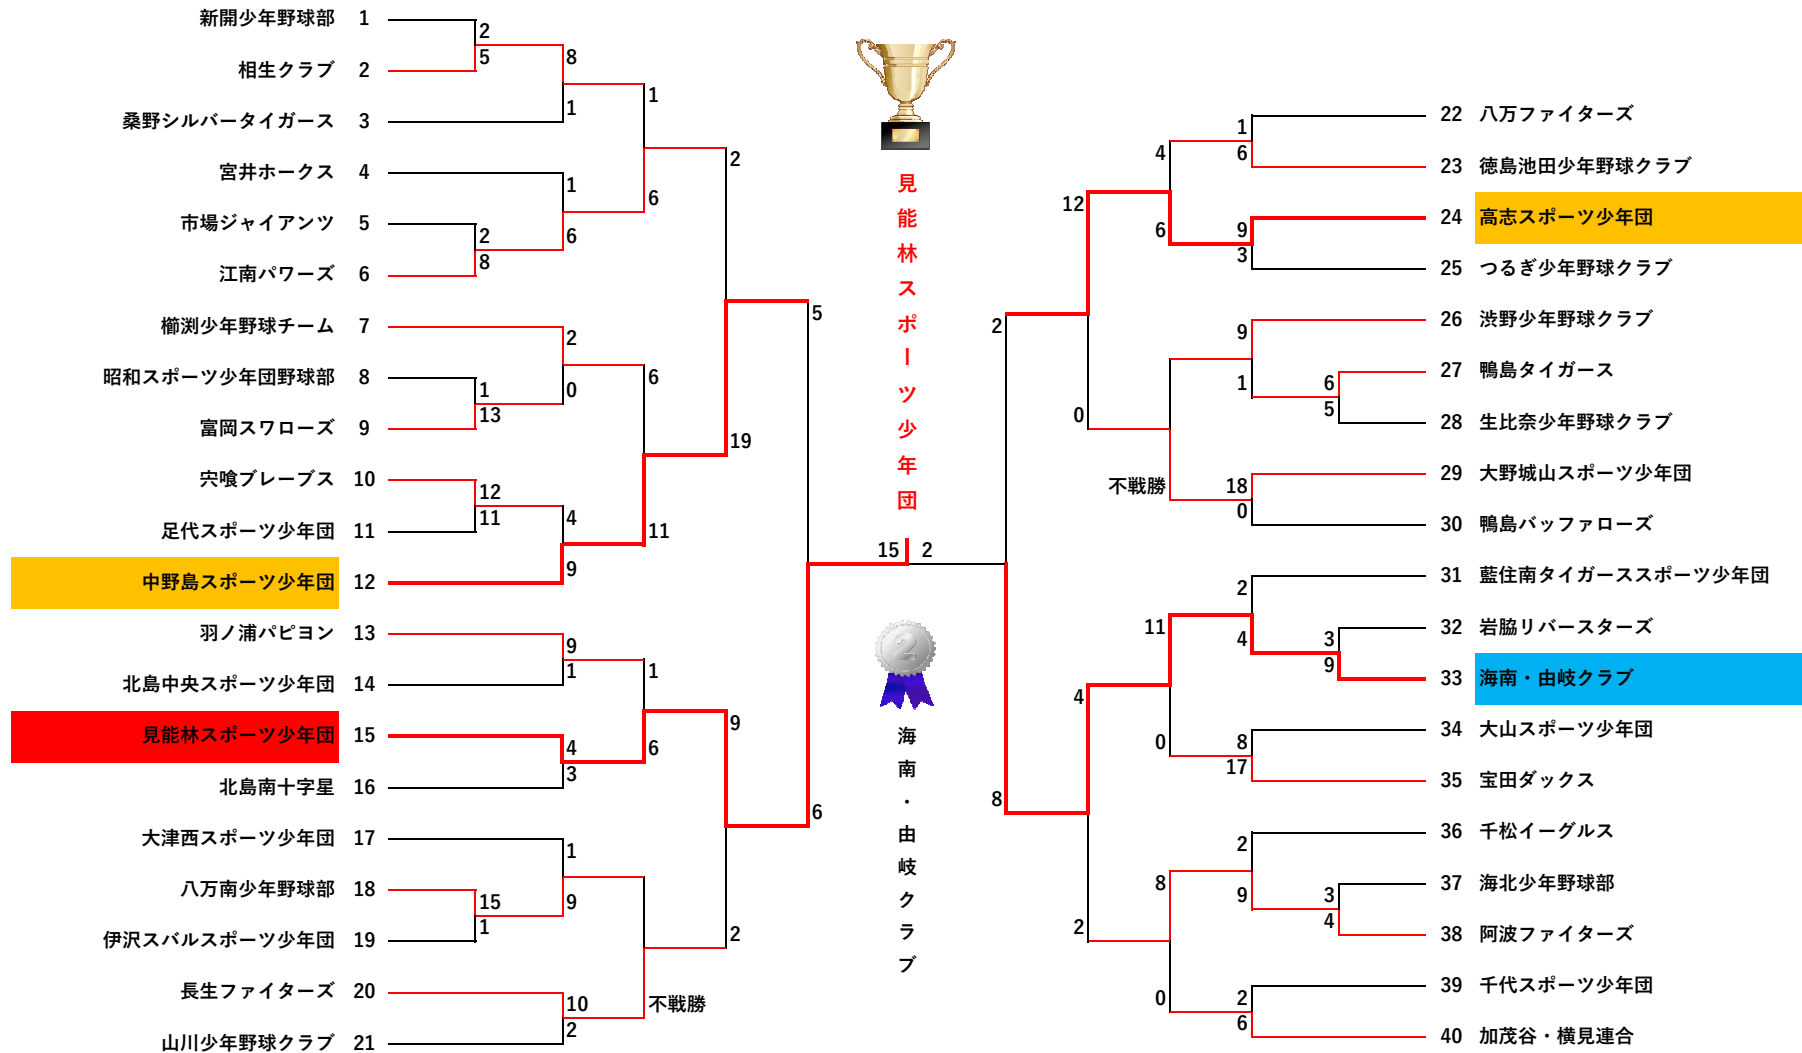 新開少年野球部 1
相生クラブ 2
桑野シルバータイガース 3
宮井ホークス 4
市場ジャイアンツ 5
江南パワーズ 6
櫛渕少年野球チーム 7
昭和スポーツ少年団野球部 8
富岡スワローズ 9
宍喰ブレーブス 10
足代スポーツ少年団 11
中野島スポーツ少年団 12
羽ノ浦パピヨン 13
北島中央スポーツ少年団 14
見能林スポーツ少年団 15
北島南十字星 16
大津西スポーツ少年団 17
八万南少年野球部 18
伊沢スバルスポーツ少年団 19
長生ファイターズ 20
山川少年野球クラブ 21
2
5
2
8
1
13
12
11
15
1
8
1
1
6
2
0
4
9
9
1
4
3
1
9
10
2
1
6
6
11
1
6
不戦勝
2
19
9
2
5
6
見能林スポーツ少年団
15 2
2
海南・由岐クラブ
2
8
12
0
4
2
4
6
不戦勝
11
0
8
0
1
6
9
3
9
1
18
0
2
4
8
17
2
9
2
6
6
5
3
9
3
4
22 八万ファイターズ
23 徳島池田少年野球クラブ
24 高志スポーツ少年団
25 つるぎ少年野球クラブ
26 渋野少年野球クラブ
27 鴨島タイガース
28 生比奈少年野球クラブ
29 大野城山スポーツ少年団
30 鴨島バッファローズ
31 藍住南タイガーススポーツ少年団
32 岩脇リバースターズ
33 海南・由岐クラブ
34 大山スポーツ少年団
35 宝田ダックス
36 千松イーグルス
37 海北少年野球部
38 阿波ファイターズ
39 千代スポーツ少年団
40 加茂谷・横見連合